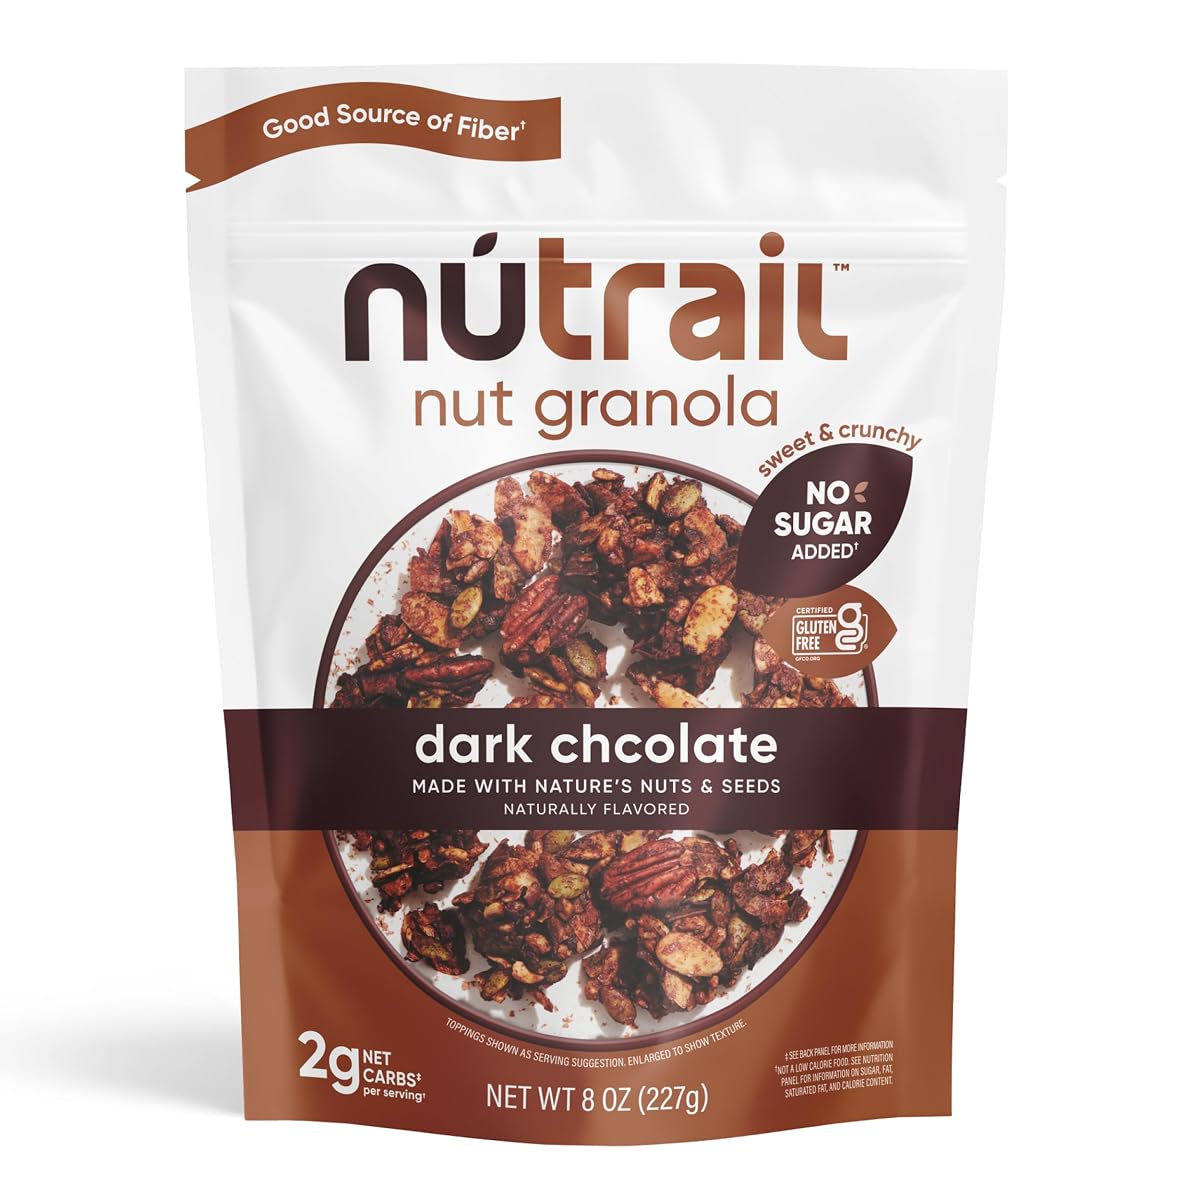 Good Source of Fiber†
nútrail™
nut granola
sweet & crunchy
NO
SUGAR
ADDED†
CERTIFIED
GLUTEN
FREE
GFCO.ORG
®
dark chcolate
MADE WITH NATURE'S NUTS & SEEDS
NATURALLY FLAVORED
TOPPINGS SHOWN AS SERVING SUGGESTION. ENLARGED TO SHOW TEXTURE.
2g NET
CARBS‡
per serving†
NET WT 8 OZ (227g)
‡ SEE BACK PANEL FOR MORE INFORMATION
†NOT A LOW CALORIE FOOD. SEE NUTRITION
PANEL FOR INFORMATION ON SUGAR, FAT,
SATURATED FAT, AND CALORIE CONTENT.